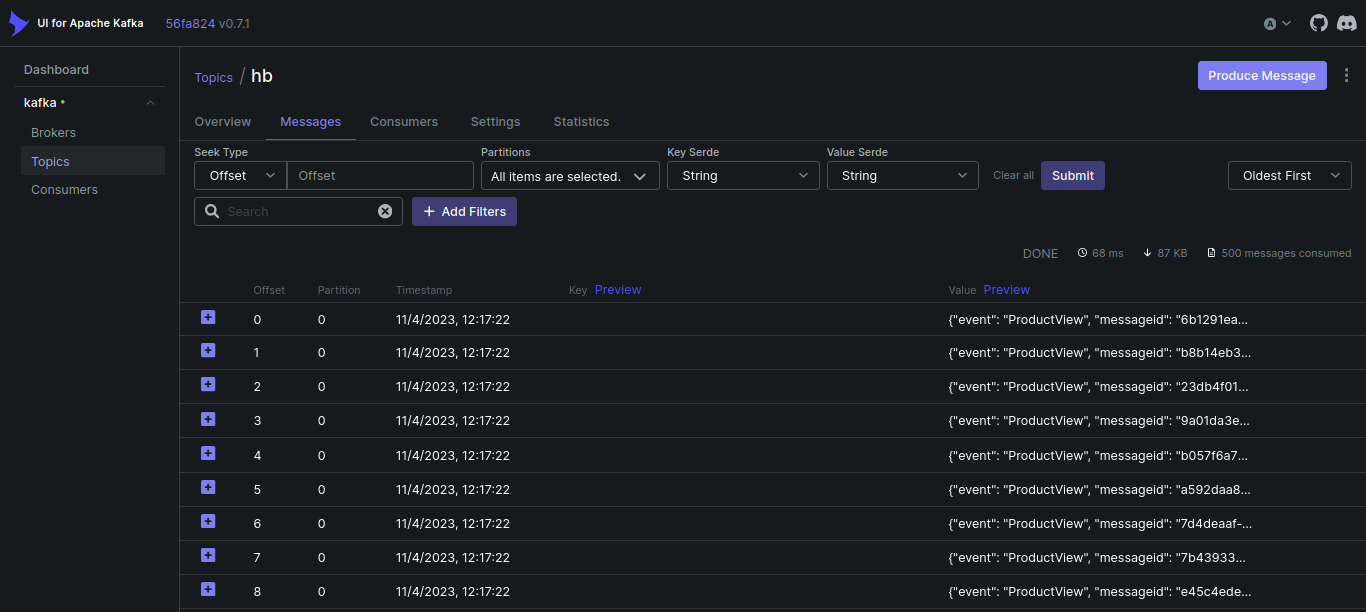 UI for Apache Kafka 56fa824 v0.7.1 A
Dashboard
kafka
Brokers
Topics
Consumers
Topics / hb
Produce Message
Overview Messages Consumers Settings Statistics
Seek Type Partitions Key Serde Value Serde
Offset Offset All items are selected. String String Clear all Submit Oldest First
Search Add Filters
DONE 68 ms 87 KB 500 messages consumed
Offset Partition Timestamp Key Preview Value Preview
0 0 11/4/2023, 12:17:22 {"event": "ProductView", "messageid": "6b1291ea...
1 0 11/4/2023, 12:17:22 {"event": "ProductView", "messageid": "b8b14eb3...
2 0 11/4/2023, 12:17:22 {"event": "ProductView", "messageid": "23db4f01...
3 0 11/4/2023, 12:17:22 {"event": "ProductView", "messageid": "9a01da3e...
4 0 11/4/2023, 12:17:22 {"event": "ProductView", "messageid": "b057f6a7...
5 0 11/4/2023, 12:17:22 {"event": "ProductView", "messageid": "a592daa8...
6 0 11/4/2023, 12:17:22 {"event": "ProductView", "messageid": "7d4deaaf-...
7 0 11/4/2023, 12:17:22 {"event": "ProductView", "messageid": "7b43933...
8 0 11/4/2023, 12:17:22 {"event": "ProductView", "messageid": "e45c4ede...